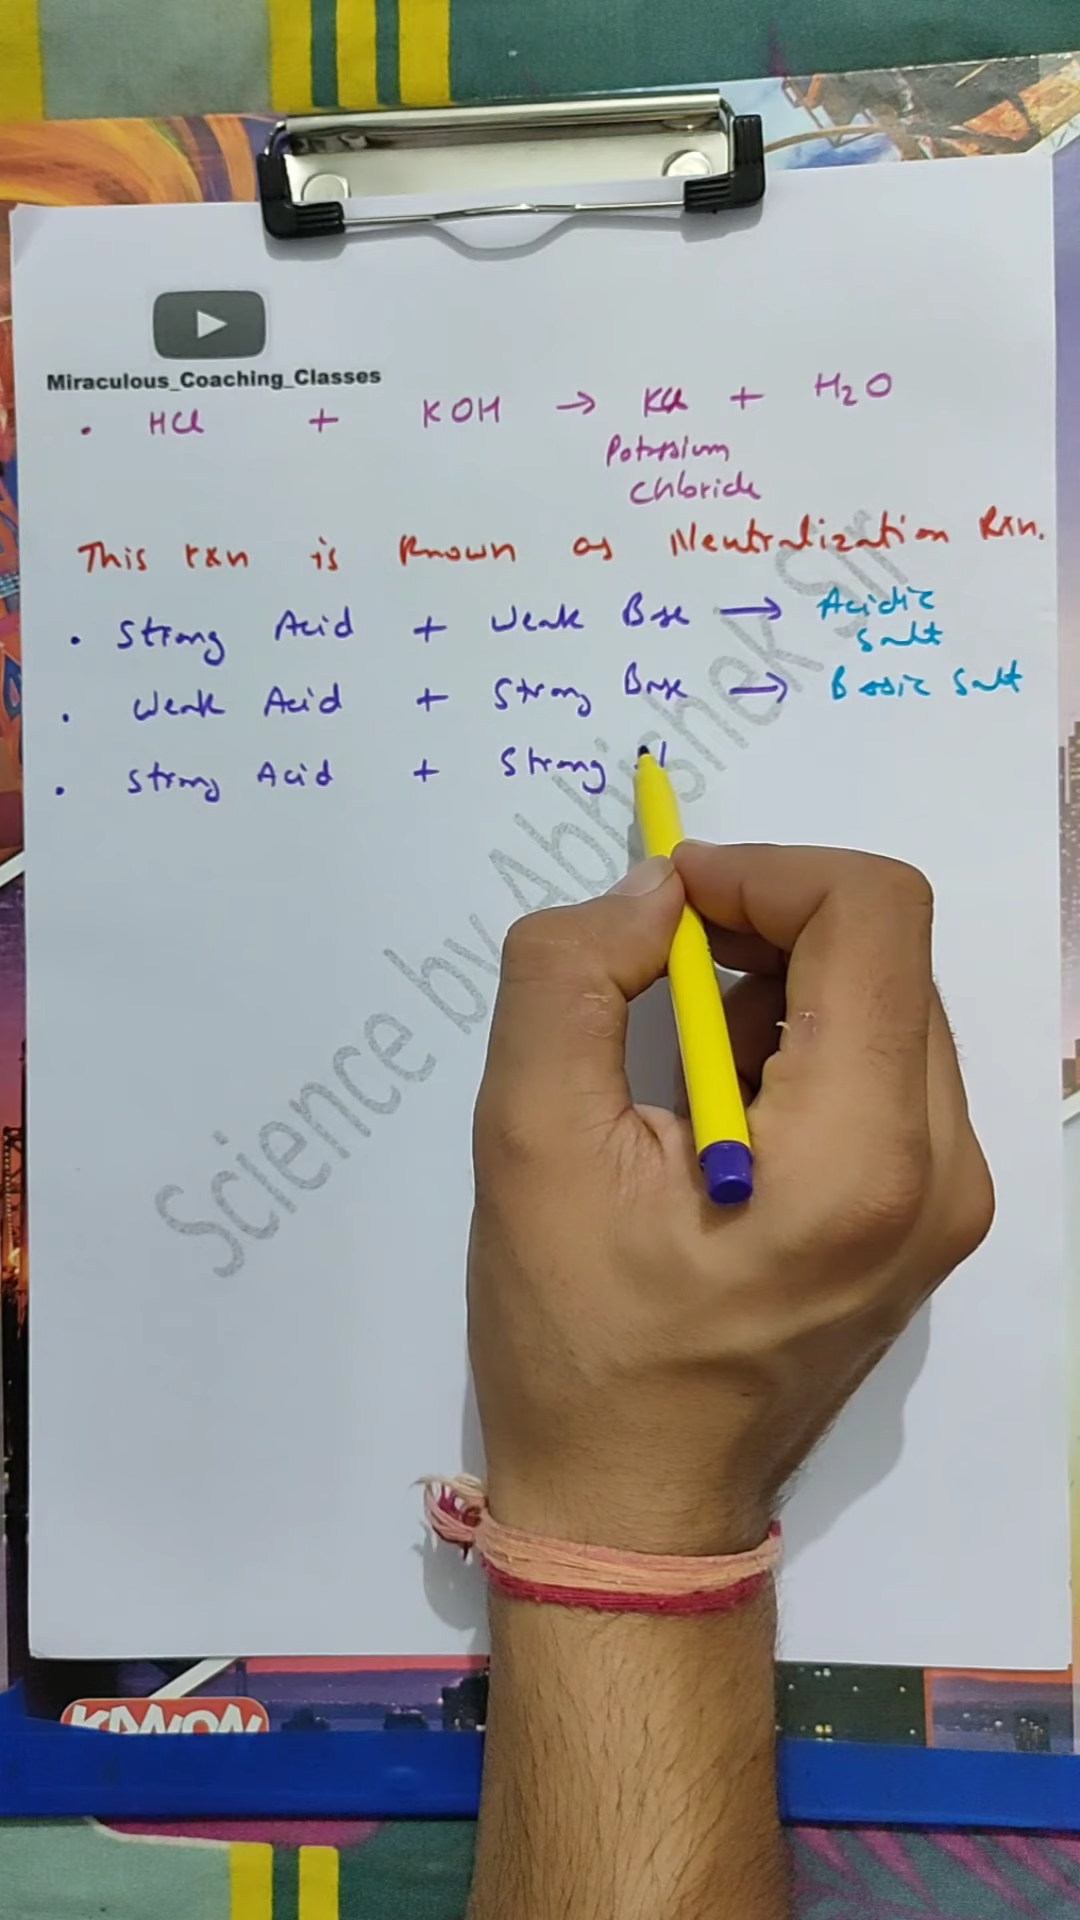 Miraculous_Coaching_Classes
. HCl + KOH → KCl + H2O
Potassium
Chloride
This rxn is known as Neutralization Rxn.
. Strong Acid + Weak Base → Acidic
Salt
. Weak Acid + Strong Base → Basic Salt
. Strong Acid + Strong
Science by Abhishek Sir